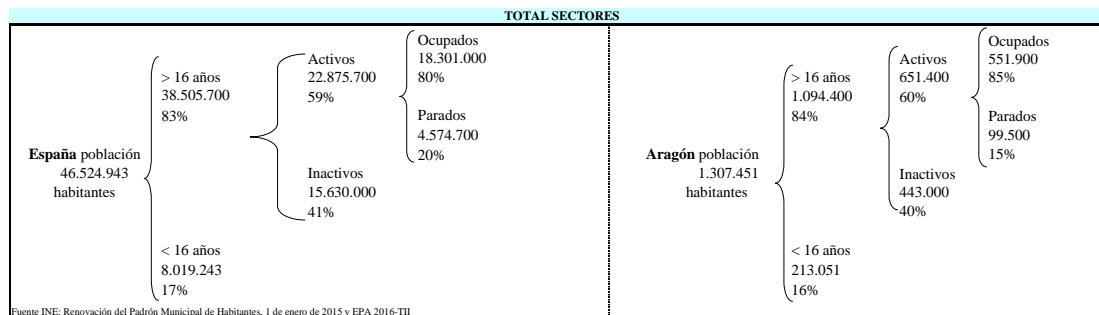 TOTAL SECTORES
España población
46.524.943
habitantes
> 16 años
38.505.700
83%
< 16 años
8.019.243
17%
Activos
22.875.700
59%
Inactivos
15.630.000
41%
Ocupados
18.301.000
80%
Parados
4.574.700
20%
Aragón población
1.307.451
habitantes
> 16 años
1.094.400
84%
< 16 años
213.051
16%
Activos
651.400
60%
Inactivos
443.000
40%
Ocupados
551.900
85%
Parados
99.500
15%
Fuente INE: Renovación del Padrón Municipal de Habitantes, 1 de enero de 2015 y EPA 2016-TII